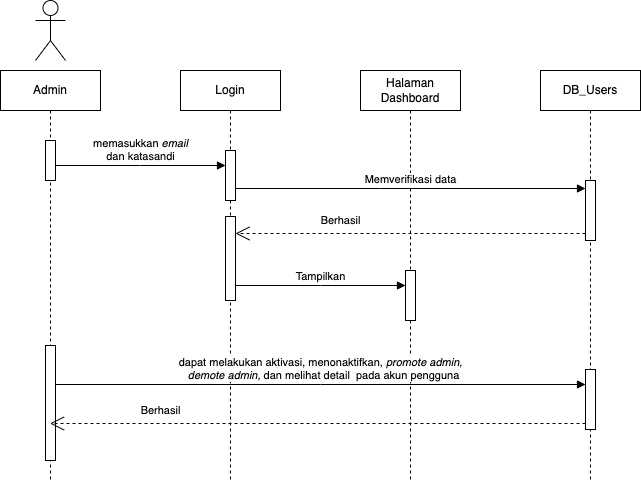 Admin
Login
Halaman
Dashboard
DB_Users
memasukkan email
dan katasandi
Memverifikasi data
Berhasil
Tampilkan
dapat melakukan aktivasi, menonaktifkan, promote admin,
demote admin, dan melihat detail  pada akun pengguna
Berhasil